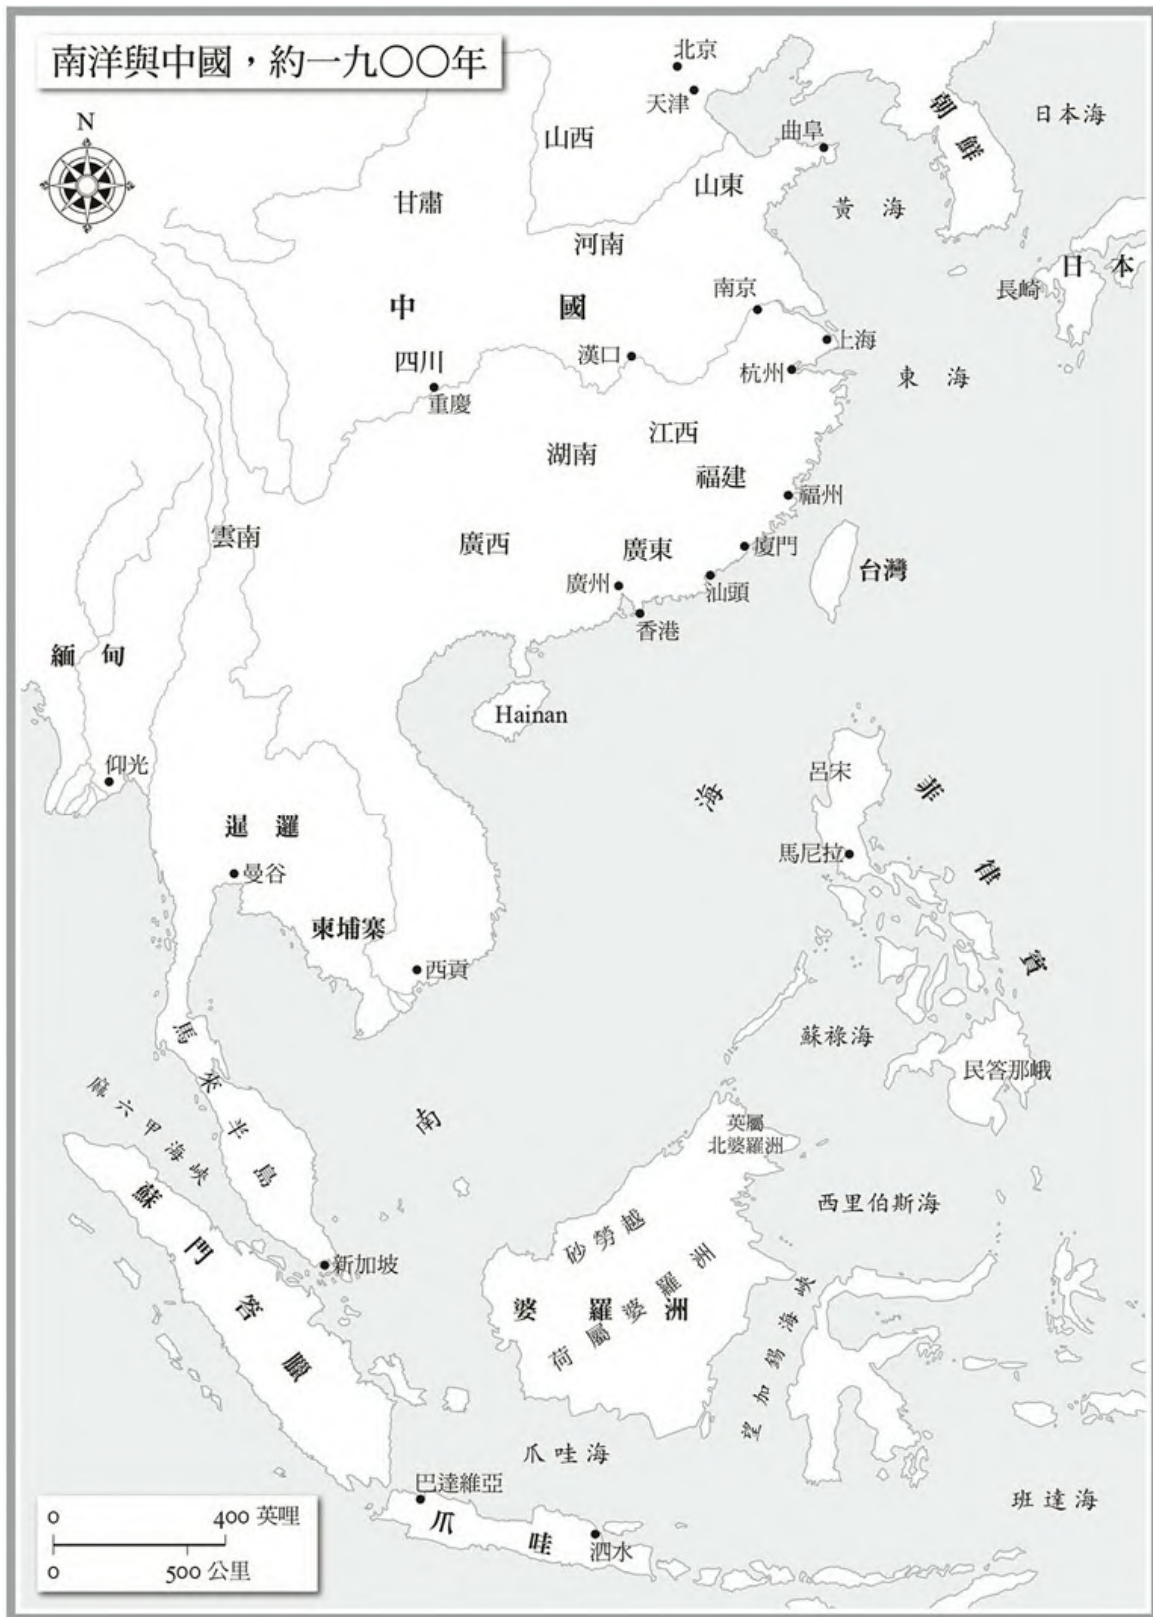 南洋與中國，約一九〇〇年
N
北京
天津
朝鮮
日本海
山西
曲阜
甘肅
山東
黃海
河南
日本
長崎
中國
南京
上海
漢口
四川
杭州
東海
重慶
江西
湖南
福建
福州
雲南
廣西
廣東
廈門
台灣
廣州
汕頭
香港
緬甸
Hainan
仰光
呂宋
菲律賓
暹羅
馬尼拉
曼谷
柬埔寨
西貢
南海
蘇祿海
民答那峨
馬來半島
麻六甲海峽
英屬
北婆羅洲
西里伯斯海
蘇門答臘
砂勞越
新加坡
婆羅洲
荷屬婆羅洲
望加錫海峽
爪哇海
巴達維亞
班達海
爪哇
泗水
0 400 英哩
0 500 公里